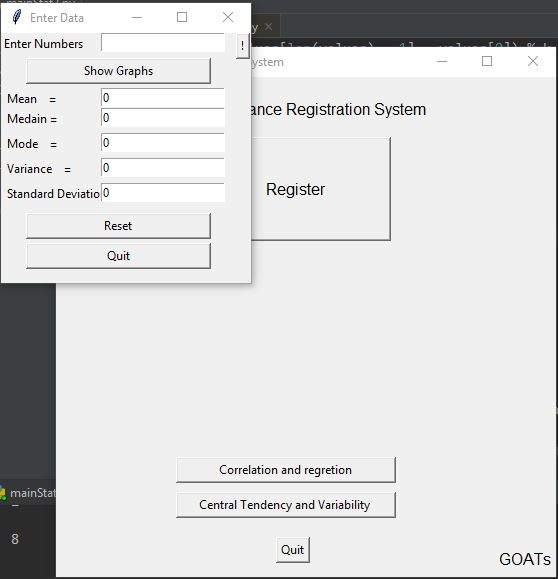 Enter Data
Enter Numbers
!
Show Graphs
Mean =
0
Medain =
0
Mode =
0
Variance =
0
Standard Deviatio
0
Reset
Quit
ystem
ance Registration System
Register
Correlation and regretion
Central Tendency and Variability
Quit
GOATs
mainStat
8